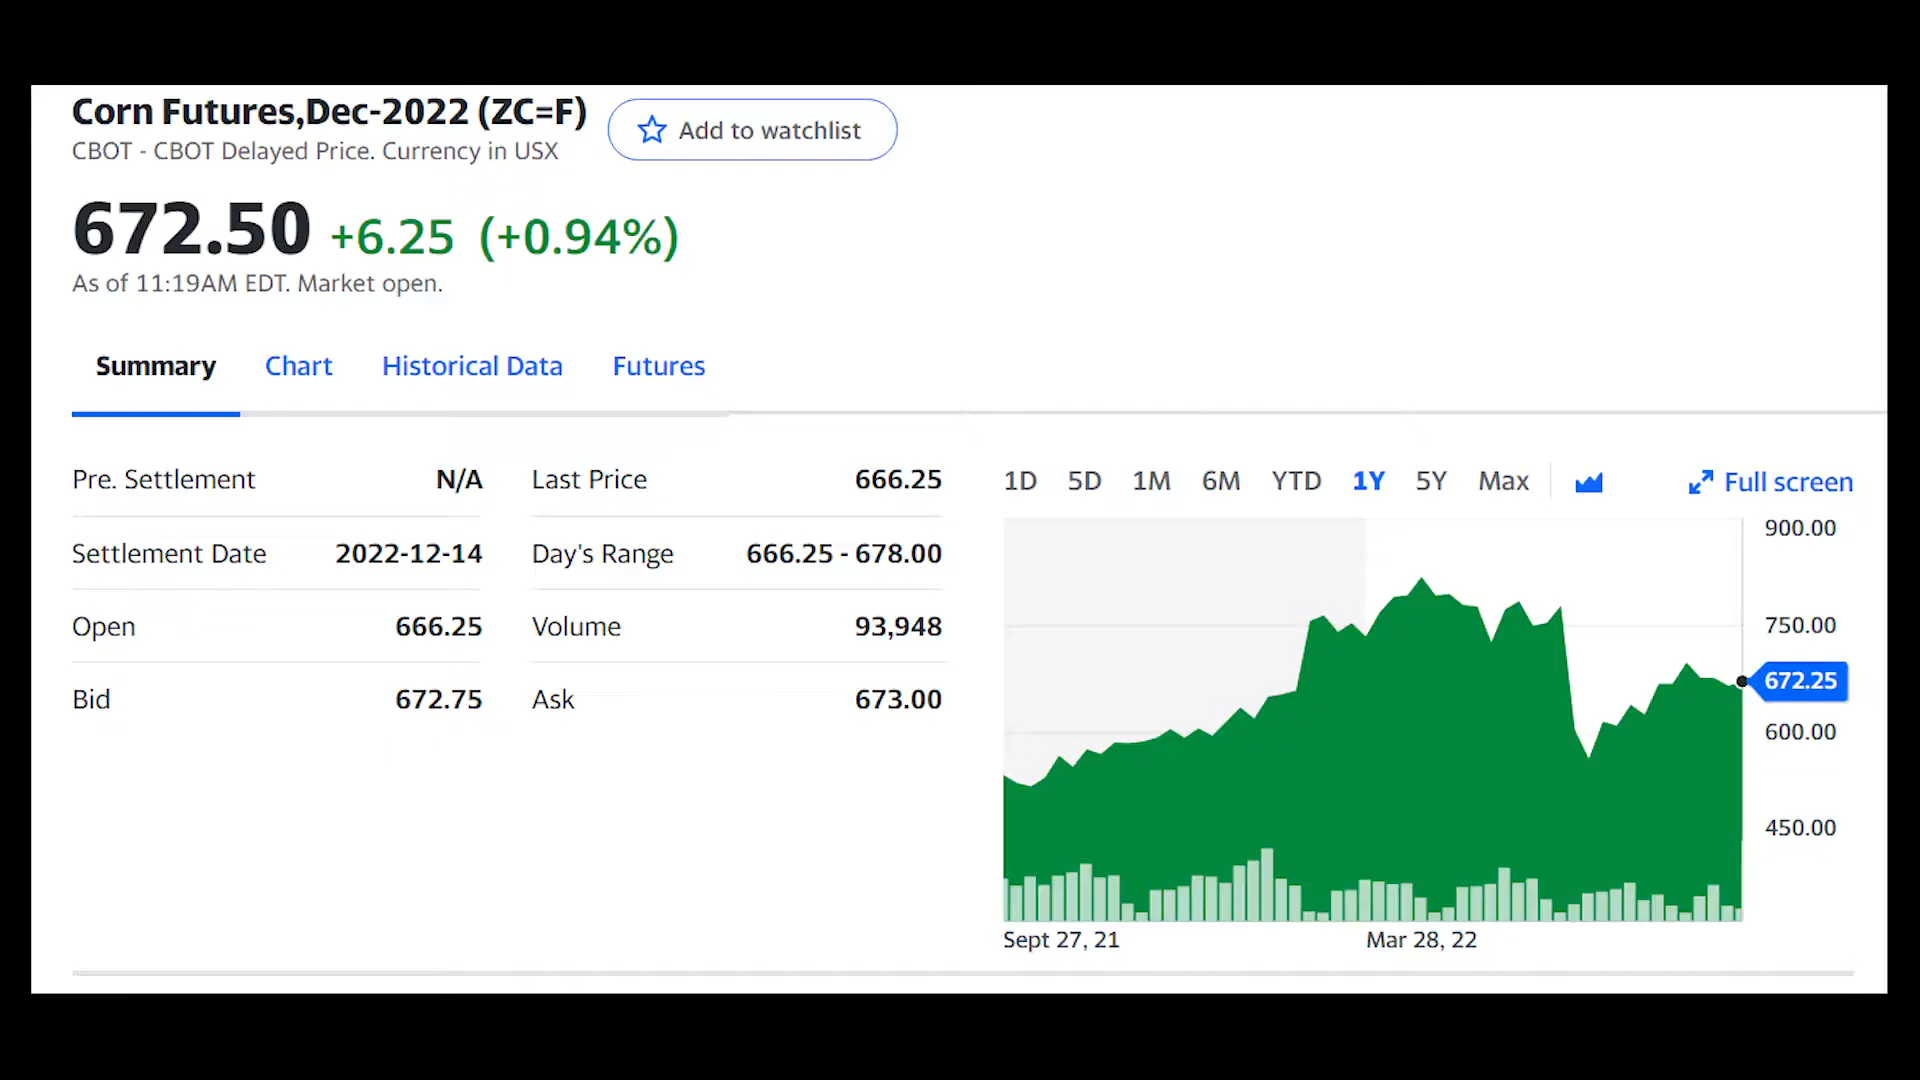 Corn Futures,Dec-2022 (ZC=F)
Add to watchlist
CBOT - CBOT Delayed Price. Currency in USX
672.50 +6.25 (+0.94%)
As of 11:19AM EDT. Market open.
Summary Chart Historical Data Futures
Pre. Settlement N/A
Settlement Date 2022-12-14
Open 666.25
Bid 672.75
Last Price 666.25
Day's Range 666.25 - 678.00
Volume 93,948
Ask 673.00
1D 5D 1M 6M YTD 1Y 5Y Max Full screen
900.00
750.00
672.25
600.00
450.00
Sept 27, 21 Mar 28, 22